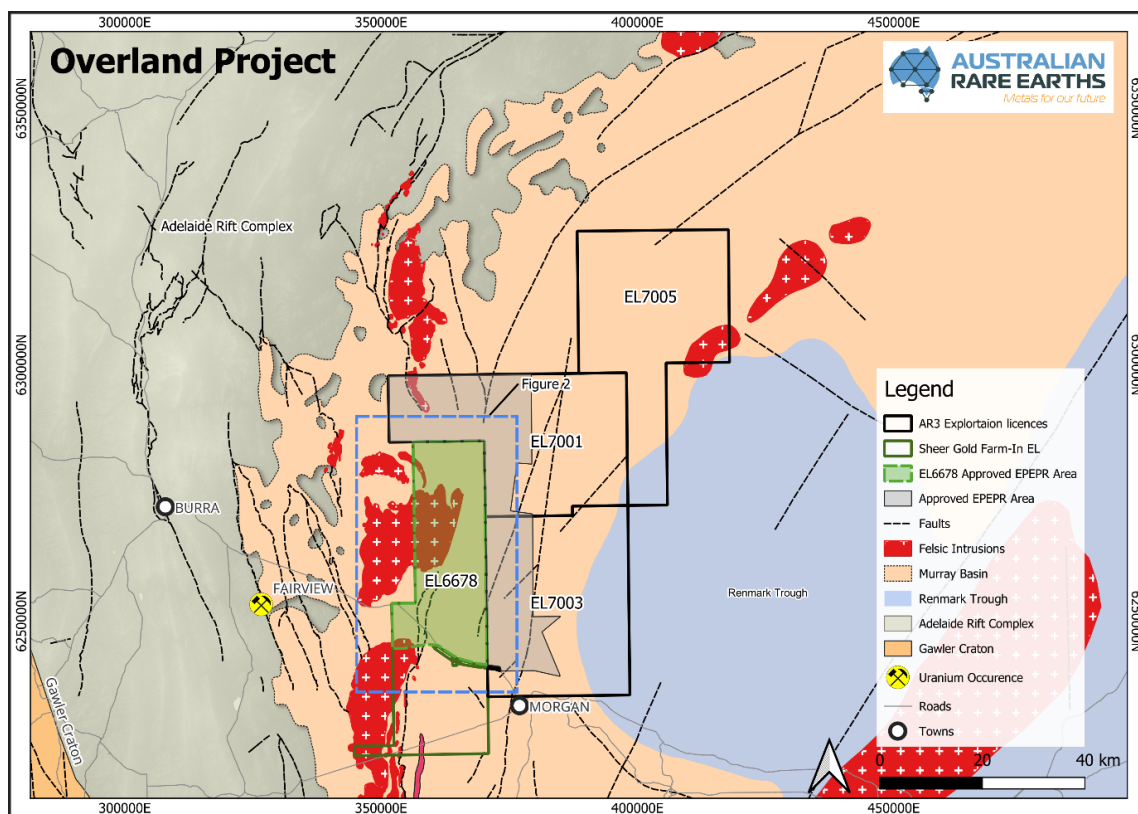 300000E 350000E 400000E 450000E
Overland Project
AUSTRALIAN
RARE EARTHS
Metals for our future
6350000N
6350000N
Adelaide Rift Complex
EL7005
6300000N
6300000N
Figure 2
EL7001
BURRA
FAIRVIEW
EL6678
EL7003
Renmark Trough
6250000N
6250000N
MORGAN
Gawler Craton
Legend
AR3 Explortaion licences
Sheer Gold Farm-In EL
EL6678 Approved EPEPR Area
Approved EPEPR Area
Faults
Felsic Intrusions
Murray Basin
Renmark Trough
Adelaide Rift Complex
Gawler Craton
Uranium Occurence
Roads
Towns
0 20 40 km
300000E 350000E 400000E 450000E